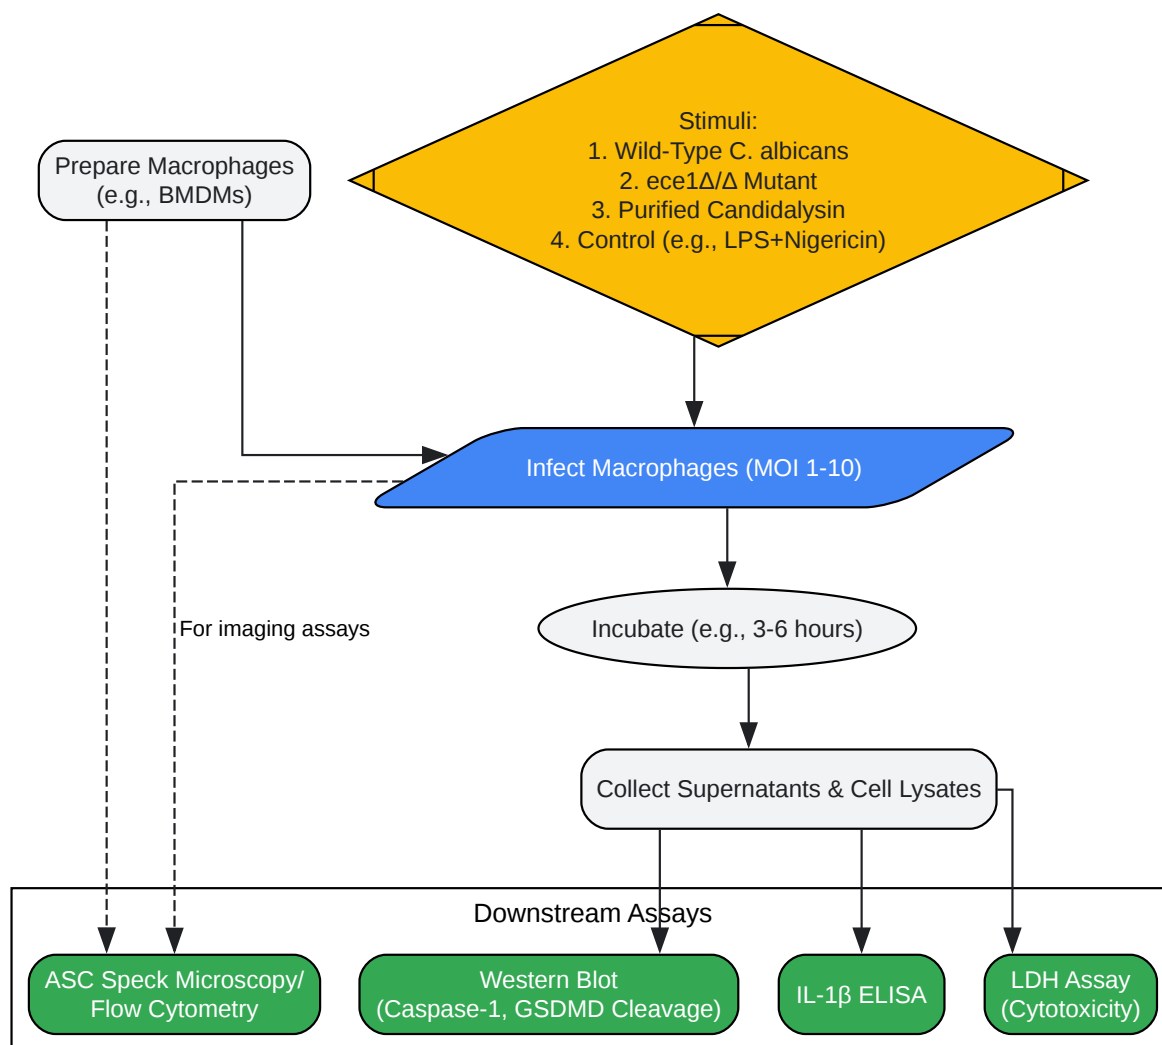 Stimuli:
1. Wild-Type C. albicans
2. ece1Δ/Δ Mutant
3. Purified Candidalysin
4. Control (e.g., LPS+Nigericin)
Prepare Macrophages
(e.g., BMDMs)
Infect Macrophages (MOI 1-10)
For imaging assays
Incubate (e.g., 3-6 hours)
Collect Supernatants & Cell Lysates
Downstream Assays
ASC Speck Microscopy/
Flow Cytometry
Western Blot
(Caspase-1, GSDMD Cleavage)
IL-1β ELISA
LDH Assay
(Cytotoxicity)